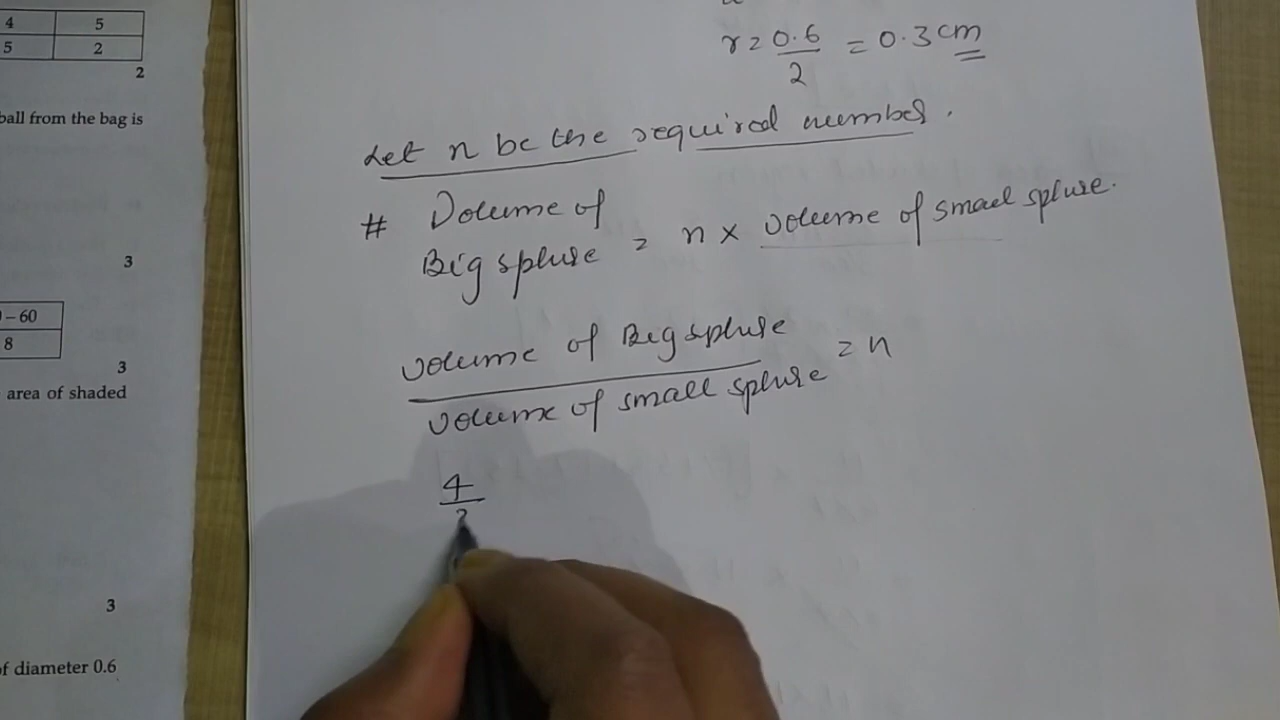 4 5
5 2
2
ball from the bag is
3
– 60
8
3
area of shaded
3
of diameter 0.6
r = 0.6 / 2 = 0.3 cm
Let n be the required number.
# Volume of
Big sphere = n × volume of small sphere.
volume of Big sphere
volume of small sphere = n
4
3